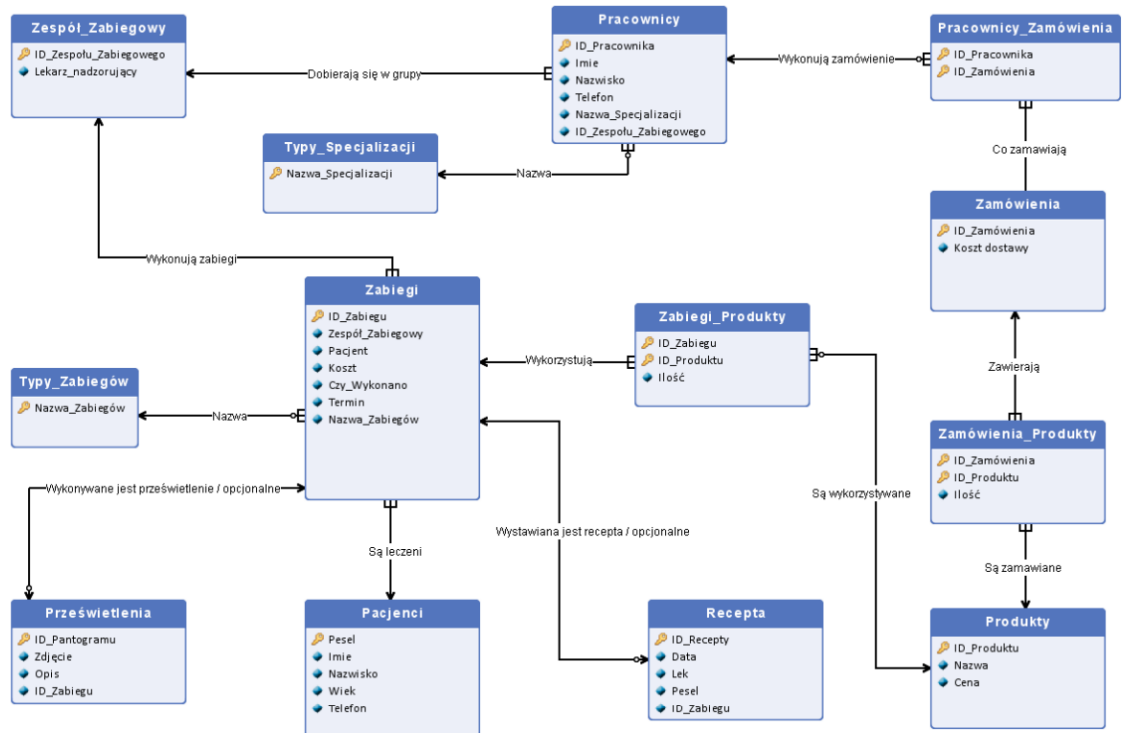 Zespół_Zabiegowy
ID_Zespołu_Zabiegowego
Lekarz_nadzorujący
Dobierają się w grupy
Pracownicy
ID_Pracownika
Imie
Nazwisko
Telefon
Nazwa_Specjalizacji
ID_Zespołu_Zabiegowego
Wykonują zamówienie
Pracownicy_Zamówienia
ID_Pracownika
ID_Zamówienia
Typy_Specjalizacji
Nazwa_Specjalizacji
Nazwa
Co zamawiają
Zamówienia
ID_Zamówienia
Koszt dostawy
Wykonują zabiegi
Zabiegi
ID_Zabiegu
Zespół_Zabiegowy
Pacjent
Koszt
Czy_Wykonano
Termin
Nazwa_Zabiegów
Wykorzystują
Zabiegi_Produkty
ID_Zabiegu
ID_Produktu
Ilość
Zawierają
Typy_Zabiegów
Nazwa_Zabiegów
Nazwa
Zamówienia_Produkty
ID_Zamówienia
ID_Produktu
Ilość
Wykonywane jest prześwietlenie / opcjonalne
Są wykorzystywane
Wystawiana jest recepta / opcjonalne
Są leczeni
Są zamawiane
Prześwietlenia
ID_Pantogramu
Zdjęcie
Opis
ID_Zabiegu
Pacjenci
Pesel
Imie
Nazwisko
Wiek
Telefon
Recepta
ID_Recepty
Data
Lek
Pesel
ID_Zabiegu
Produkty
ID_Produktu
Nazwa
Cena